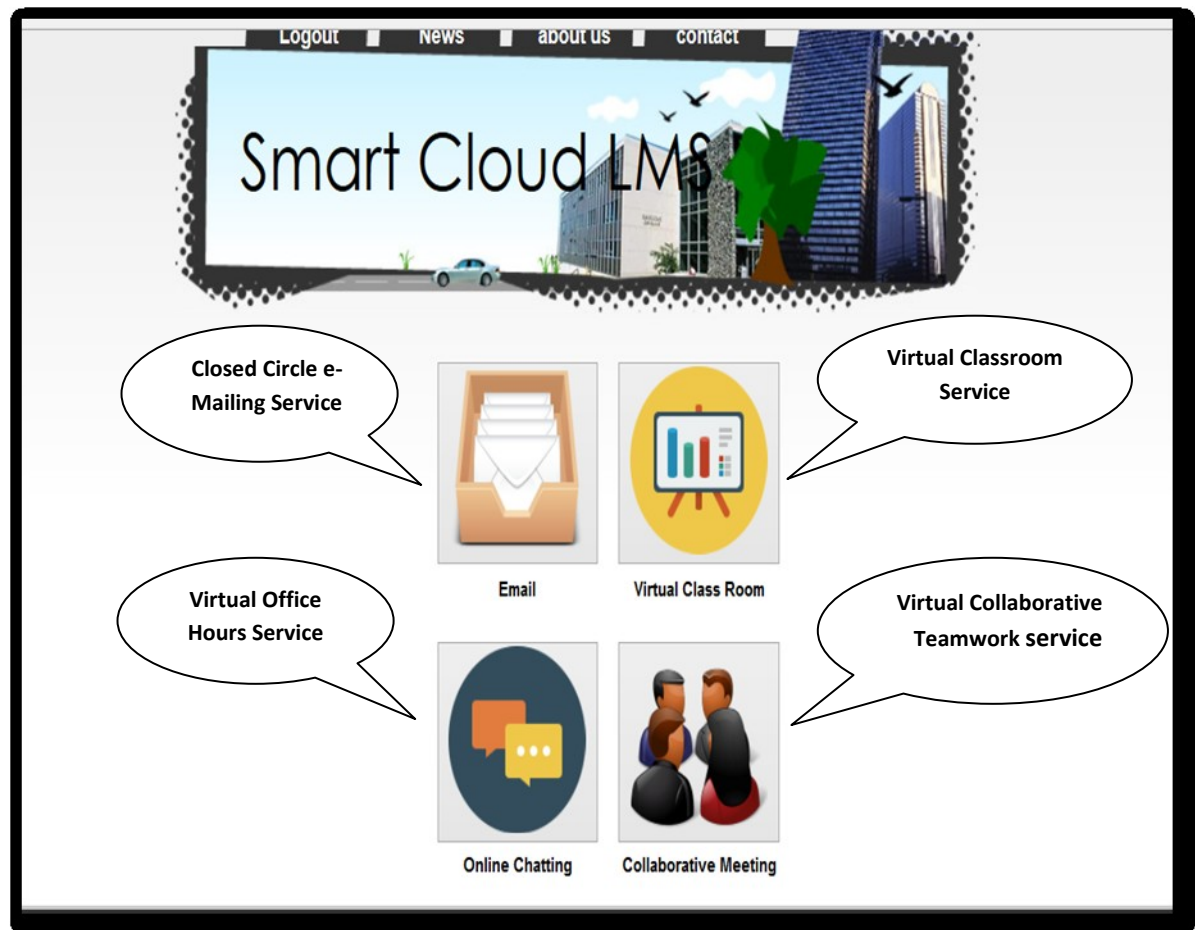 Logout News about us contact
Smart Cloud LMS
Closed Circle e-
Mailing Service
Virtual Classroom
Service
Email
Virtual Class Room
Virtual Office
Hours Service
Virtual Collaborative
Teamwork service
Online Chatting
Collaborative Meeting